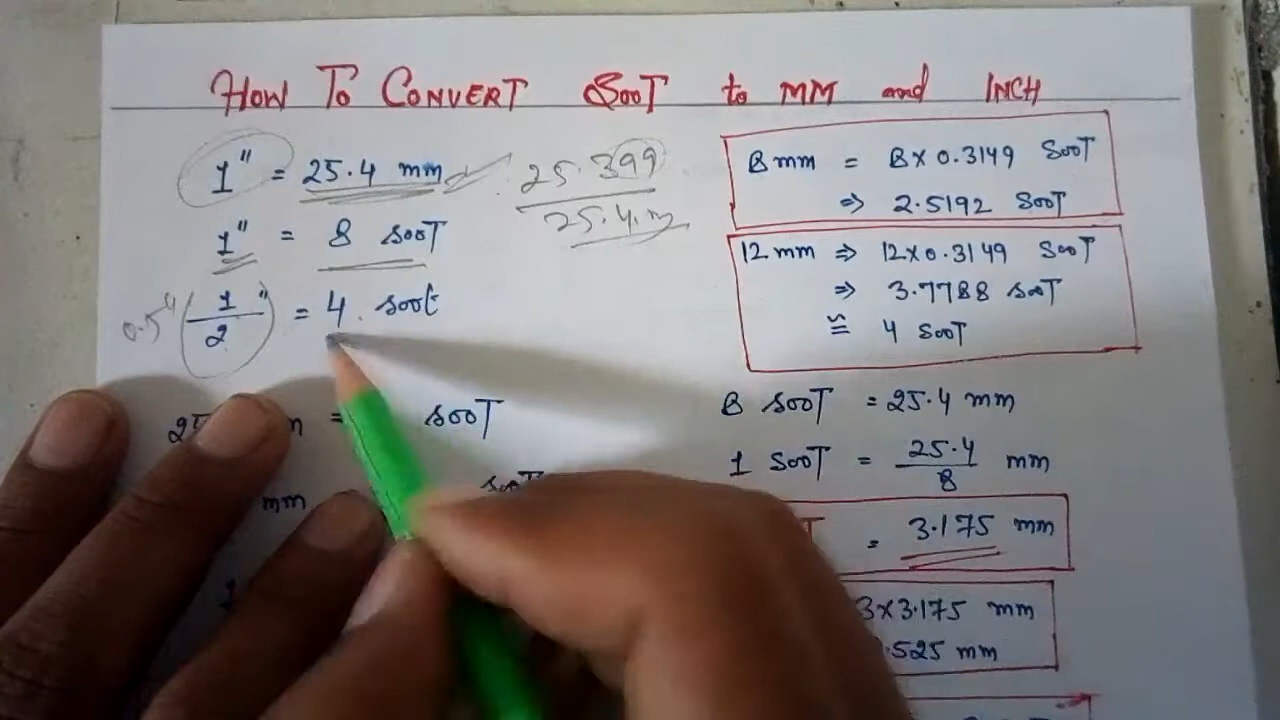 HOW TO CONVERT SOOT to MM and INCH
1" = 25.4 mm
25.399
25.4 m
1" = 8 SOOT
0.5" (1/2") = 4. soot
SOOT
mm
8 mm = 8 x 0.3149 SOOT
⇒ 2.5192 SOOT
12 mm ⇒ 12 x 0.3149 SOOT
⇒ 3.7788 SOOT
≅ 4 SOOT
8 SOOT = 25.4 mm
1 SOOT = 25.4/8 mm
= 3.175 mm
3 x 3.175 mm
.525 mm